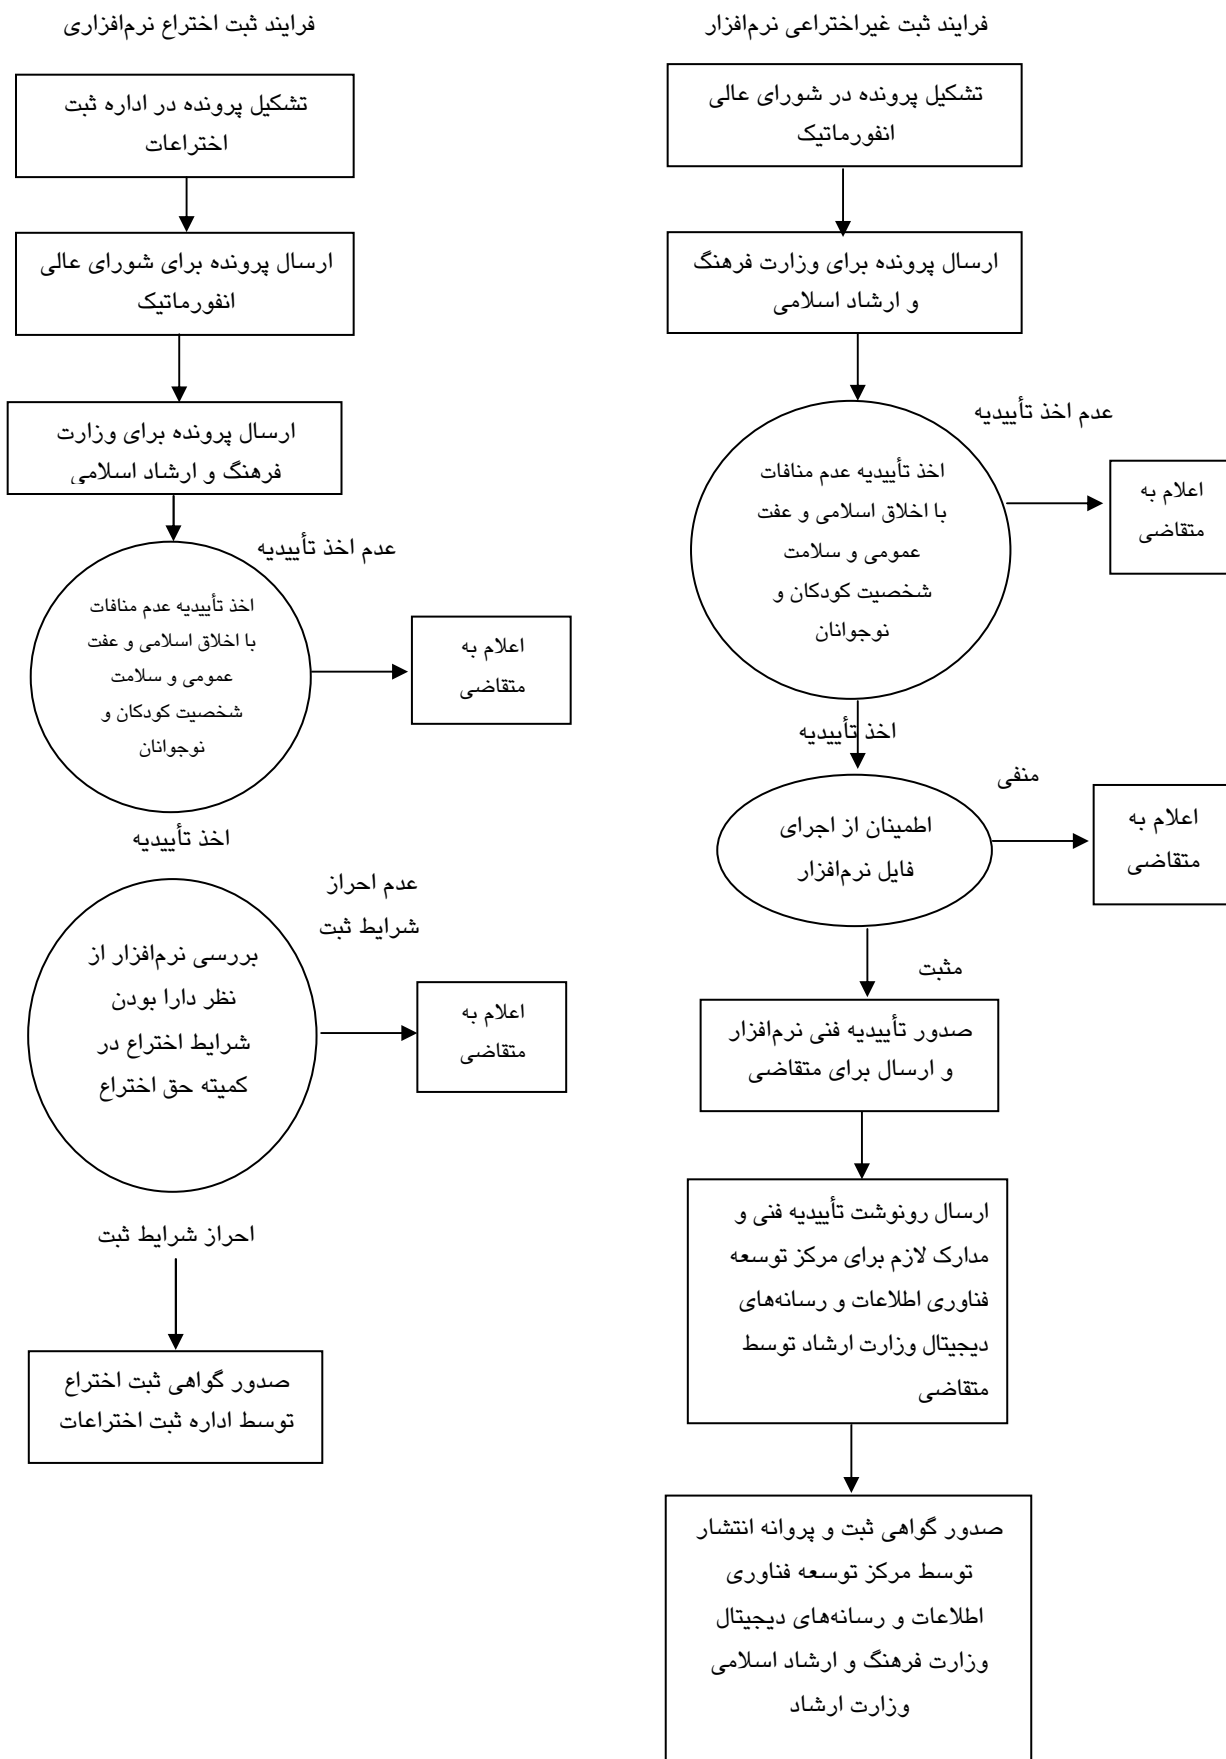 فرایند ثبت غیراختراعی نرم‌افزار
تشکیل پرونده در شورای عالی
انفورماتیک
ارسال پرونده برای وزارت فرهنگ
و ارشاد اسلامی
عدم اخذ تأییدیه
اخذ تأییدیه عدم منافات
با اخلاق اسلامی و عفت
عمومی و سلامت
شخصیت کودکان و
نوجوانان
اعلام به
متقاضی
اخذ تأییدیه
منفی
اطمینان از اجرای
فایل نرم‌افزار
اعلام به
متقاضی
مثبت
صدور تأییدیه فنی نرم‌افزار
و ارسال برای متقاضی
ارسال رونوشت تأییدیه فنی و
مدارک لازم برای مرکز توسعه
فناوری اطلاعات و رسانه‌های
دیجیتال وزارت ارشاد توسط
متقاضی
صدور گواهی ثبت و پروانه انتشار
توسط مرکز توسعه فناوری
اطلاعات و رسانه‌های دیجیتال
وزارت فرهنگ و ارشاد اسلامی
وزارت ارشاد
فرایند ثبت اختراع نرم‌افزاری
تشکیل پرونده در اداره ثبت
اختراعات
ارسال پرونده برای شورای عالی
انفورماتیک
ارسال پرونده برای وزارت
فرهنگ و ارشاد اسلامی
عدم اخذ تأییدیه
اخذ تأییدیه عدم منافات
با اخلاق اسلامی و عفت
عمومی و سلامت
شخصیت کودکان و
نوجوانان
اعلام به
متقاضی
اخذ تأییدیه
عدم احراز
شرایط ثبت
بررسی نرم‌افزار از
نظر دارا بودن
شرایط اختراع در
کمیته حق اختراع
اعلام به
متقاضی
احراز شرایط ثبت
صدور گواهی ثبت اختراع
توسط اداره ثبت اختراعات